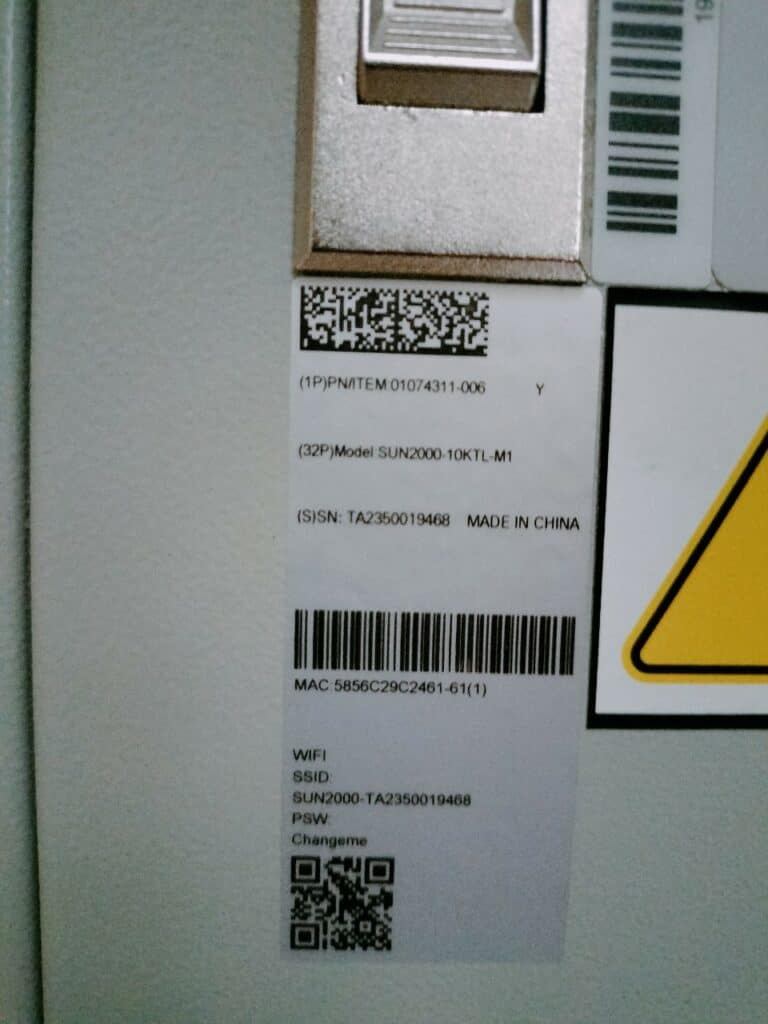 19
(1P)PN/ITEM:01074311-006 Y
(32P)Model:SUN2000-10KTL-M1
(S)SN: TA2350019468 MADE IN CHINA
MAC:5856C29C2461-61(1)
WIFI
SSID:
SUN2000-TA2350019468
PSW:
Changeme